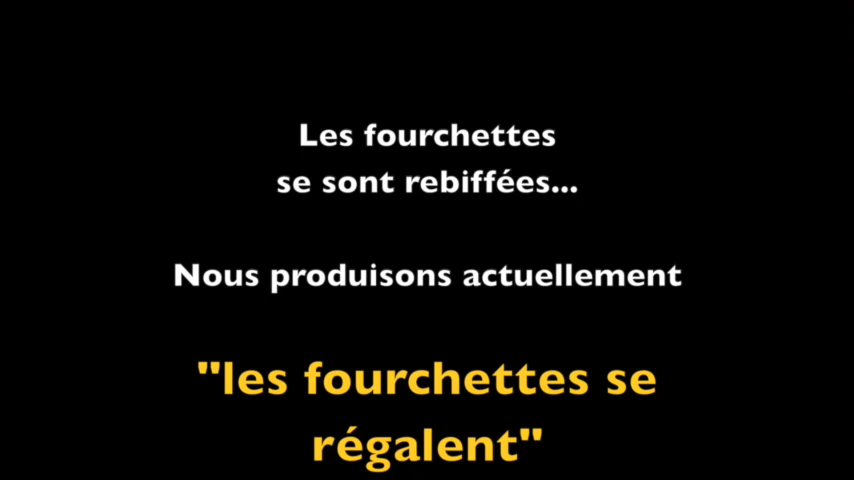 Les fourchettes
se sont rebiffées...
Nous produisons actuellement
"les fourchettes se
régalent"